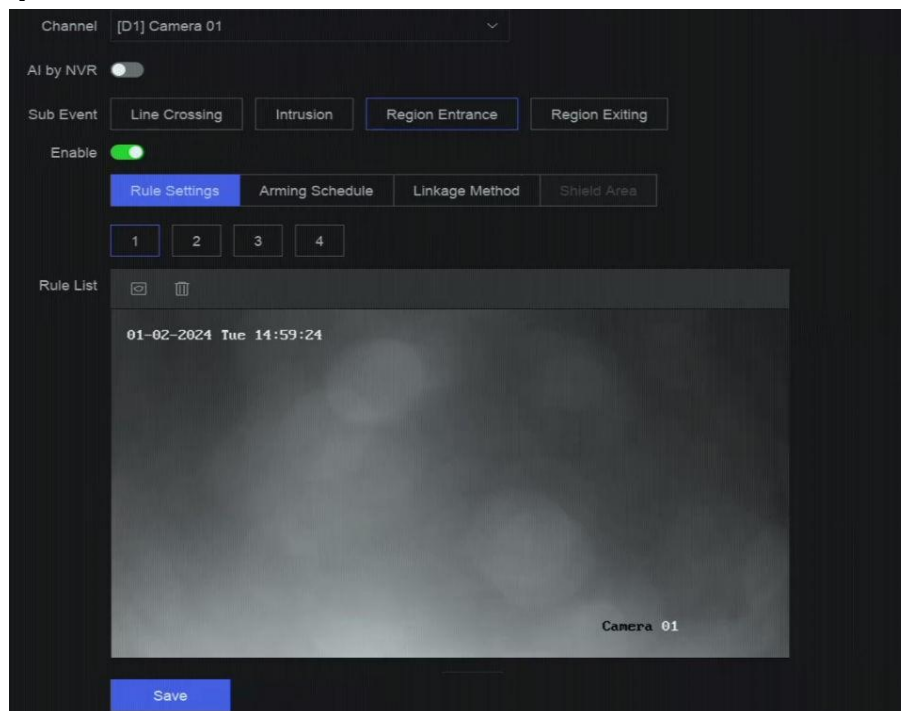 Channel [D1] Camera 01
AI by NVR
Sub Event Line Crossing Intrusion Region Entrance Region Exiting
Enable
Rule Settings Arming Schedule Linkage Method Shield Area
1 2 3 4
Rule List
01-02-2024 Tue 14:59:24
Camera 01
Save